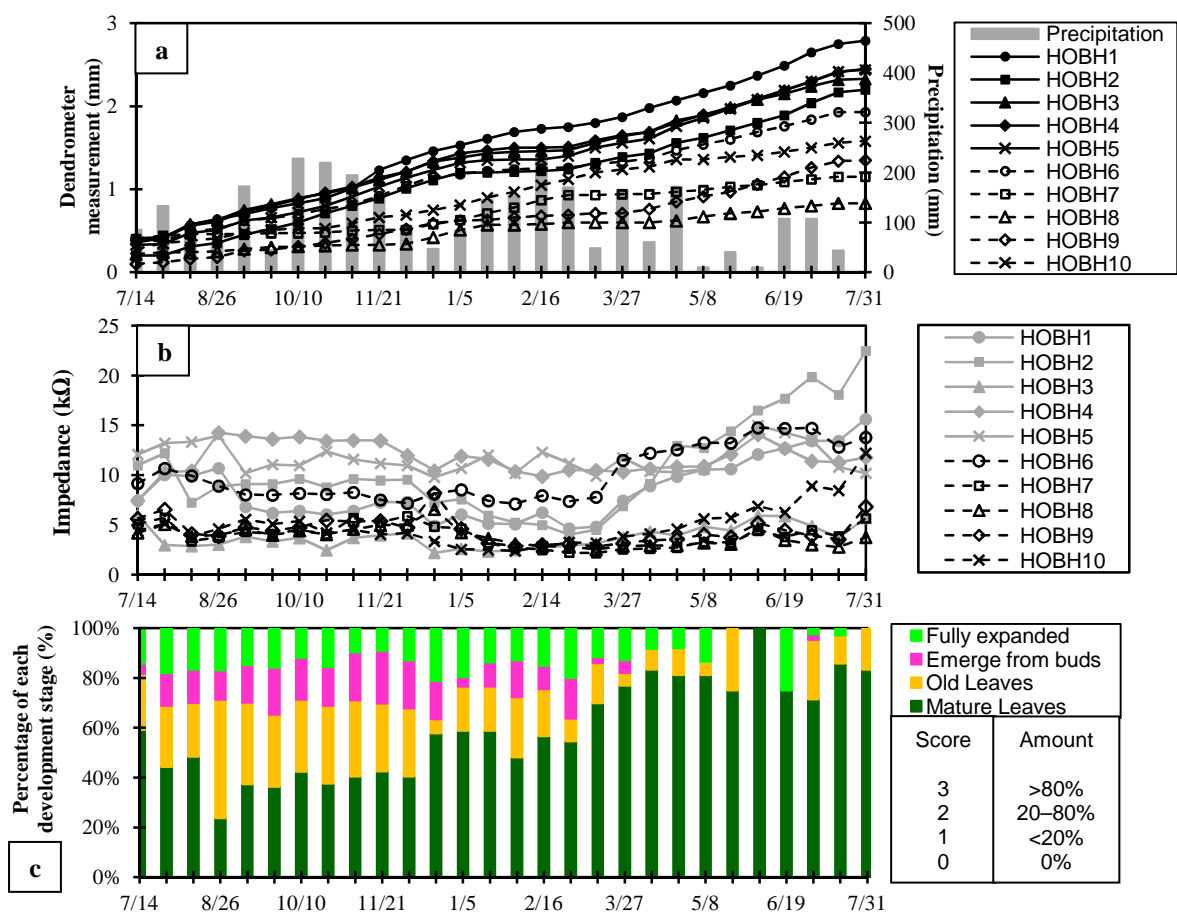 a
Dendrometer
measurement (mm)
3
2
1
0
500
400
300
200
100
0
Precipitation
(mm)
7/14 8/26 10/10 11/21 1/5 2/16 3/27 5/8 6/19 7/31
Precipitation
HOBH1
HOBH2
HOBH3
HOBH4
HOBH5
HOBH6
HOBH7
HOBH8
HOBH9
HOBH10
b
Impedance (kΩ)
25
20
15
10
5
0
7/14 8/26 10/10 11/21 1/5 2/14 3/27 5/8 6/19 7/31
HOBH1
HOBH2
HOBH3
HOBH4
HOBH5
HOBH6
HOBH7
HOBH8
HOBH9
HOBH10
c
Percentage of each
development stage (%)
100%
80%
60%
40%
20%
0%
7/14 8/26 10/10 11/21 1/5 2/16 3/27 5/8 6/19 7/31
Fully expanded
Emerge from buds
Old Leaves
Mature Leaves
Score Amount
3 >80%
2 20–80%
1 <20%
0 0%